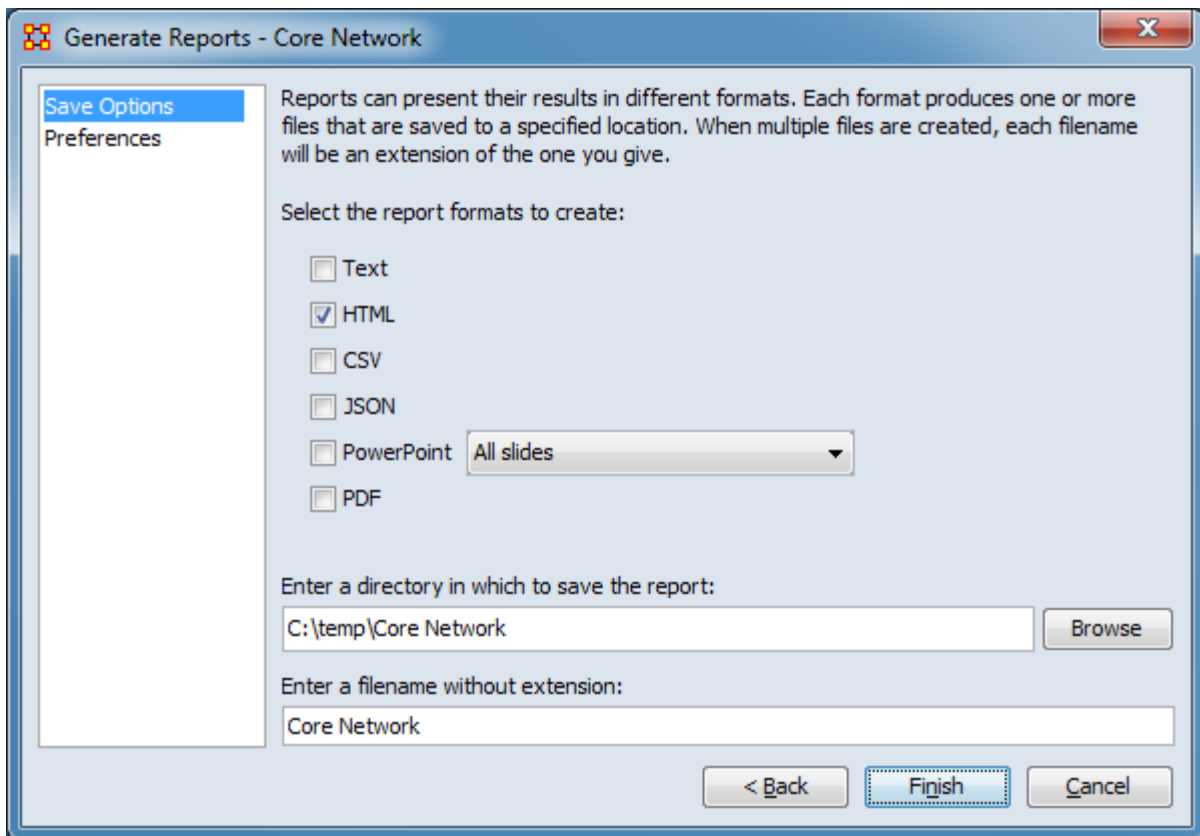 Generate Reports - Core Network
X
Save Options
Preferences
Reports can present their results in different formats. Each format produces one or more
files that are saved to a specified location. When multiple files are created, each filename
will be an extension of the one you give.
Select the report formats to create:
Text
HTML
CSV
JSON
PowerPoint All slides
PDF
Enter a directory in which to save the report:
C:\temp\Core Network Browse
Enter a filename without extension:
Core Network
< Back Finish Cancel